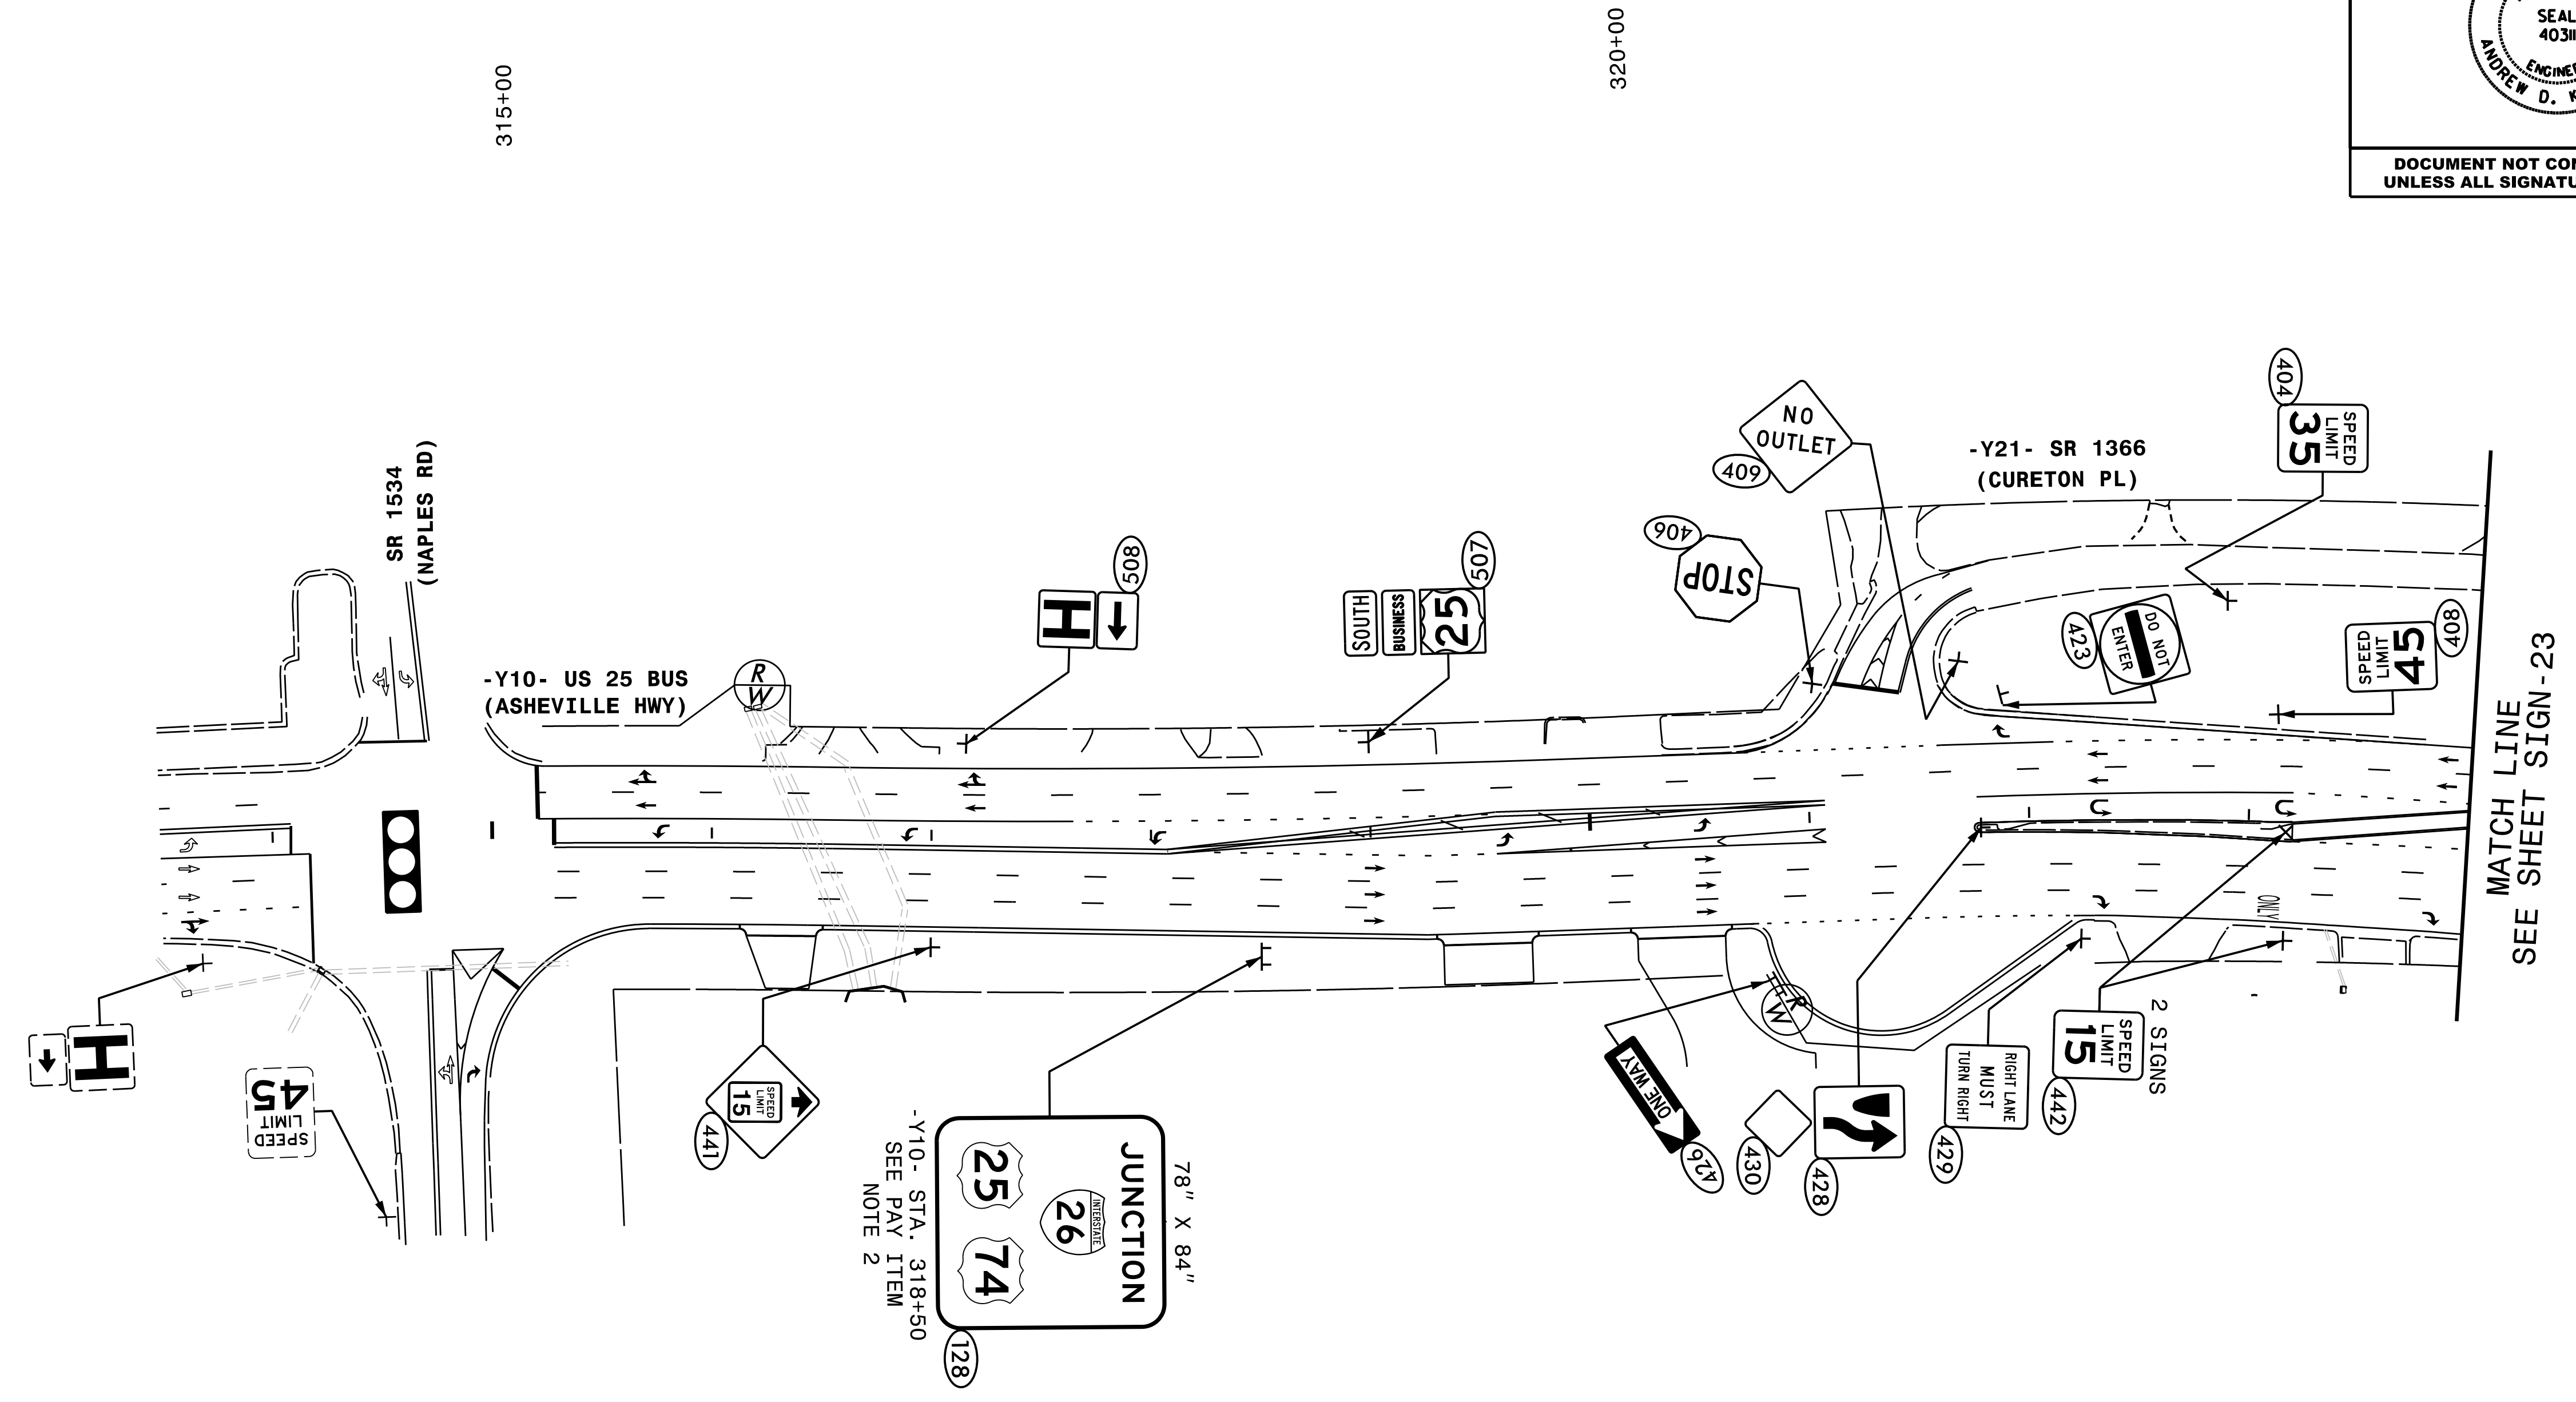 315+00
320+00
SEAL
40311
ENGINE
ANDREW D. K
DOCUMENT NOT CON
UNLESS ALL SIGNATU
SR 1534
(NAPLES RD)
-Y10- US 25 BUS
(ASHEVILLE HWY)
R
W
H
508
SOUTH
BUSINESS
25
507
STOP
406
NO
OUTLET
409
-Y21- SR 1366
(CURETON PL)
SPEED
LIMIT
35
404
DO NOT
ENTER
423
SPEED
LIMIT
45
408
MATCH LINE
SEE SHEET SIGN-23
ONLY
H
SPEED
LIMIT
45
SPEED
LIMIT
15
441
-Y10- STA. 318+50
SEE PAY ITEM
NOTE 2
JUNCTION
INTERSTATE
26
25
74
78" X 84"
128
R
W
ONE WAY
426
430
428
RIGHT LANE
MUST
TURN RIGHT
429
SPEED
LIMIT
15
442
2 SIGNS